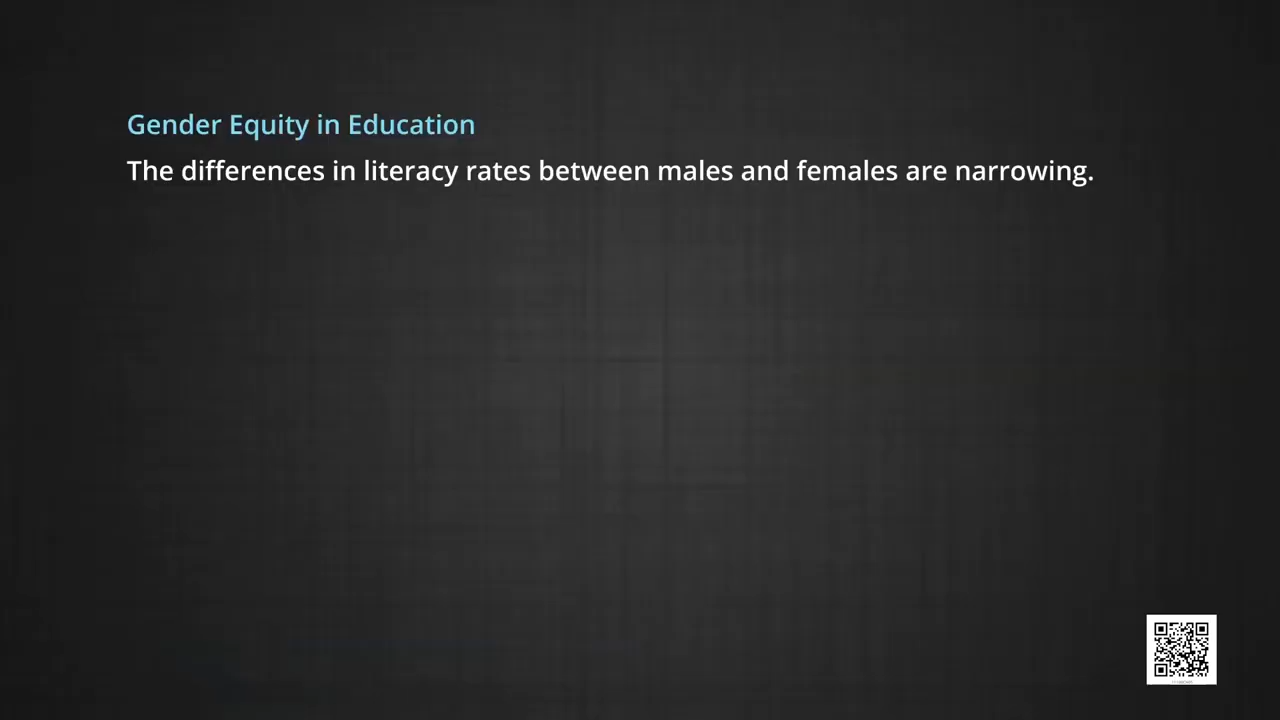 Gender Equity in Education
The differences in literacy rates between males and females are narrowing.